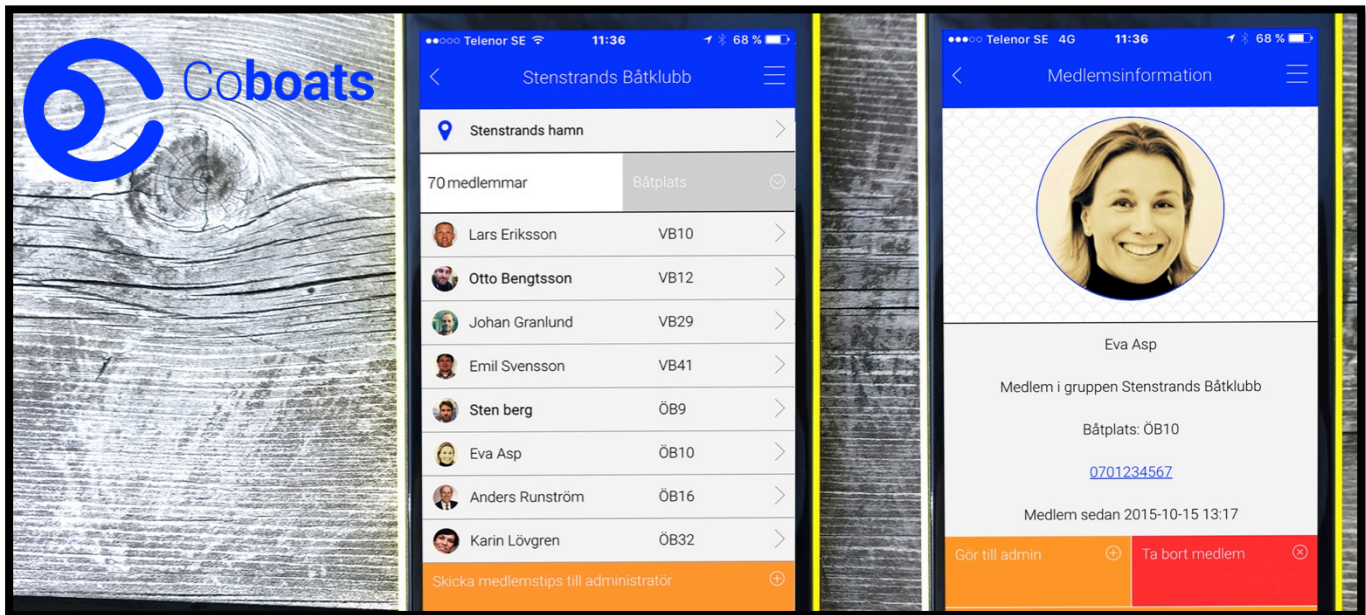 Coboats
Telenor SE 11:36 68 %
Stenstrands Båtklubb
Stenstrands hamn
70 medlemmar Båtplats
Lars Eriksson VB10
Otto Bengtsson VB12
Johan Granlund VB29
Emil Svensson VB41
Sten berg ÖB9
Eva Asp ÖB10
Anders Runström ÖB16
Karin Lövgren ÖB32
Skicka medlemstips till administratör
Telenor SE 4G 11:36 68 %
Medlemsinformation
Eva Asp
Medlem i gruppen Stenstrands Båtklubb
Båtplats: ÖB10
0701234567
Medlem sedan 2015-10-15 13:17
Gör till admin Ta bort medlem